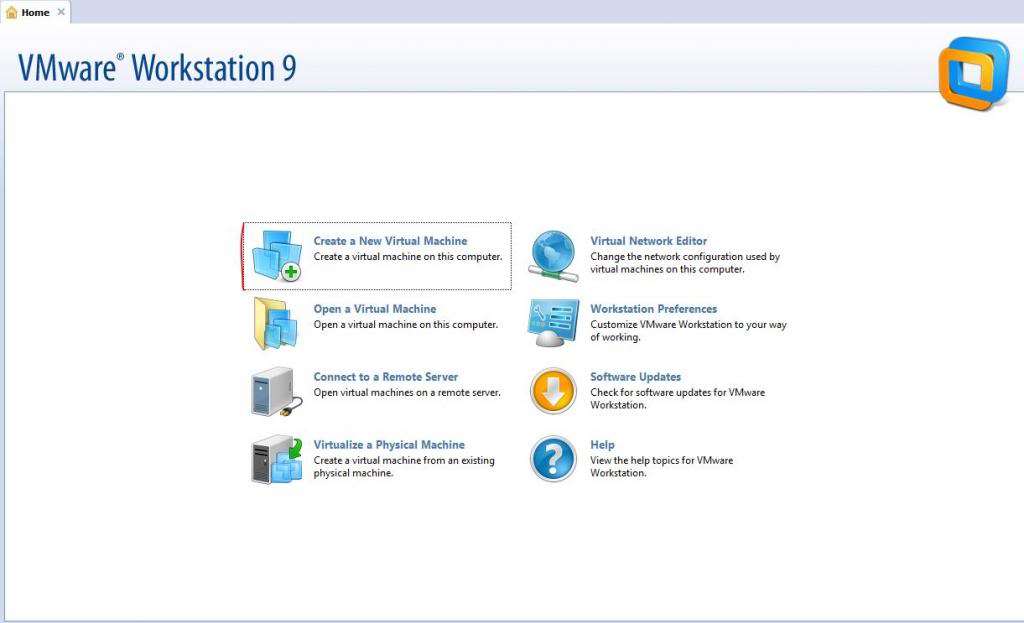 Home
VMware® Workstation 9
Create a New Virtual Machine
Create a virtual machine on this computer.
Open a Virtual Machine
Open a virtual machine on this computer.
Connect to a Remote Server
Open virtual machines on a remote server.
Virtualize a Physical Machine
Create a virtual machine from an existing
physical machine.
Virtual Network Editor
Change the network configuration used by
virtual machines on this computer.
Workstation Preferences
Customize VMware Workstation to your way
of working.
Software Updates
Check for software updates for VMware
Workstation.
Help
View the help topics for VMware
Workstation.